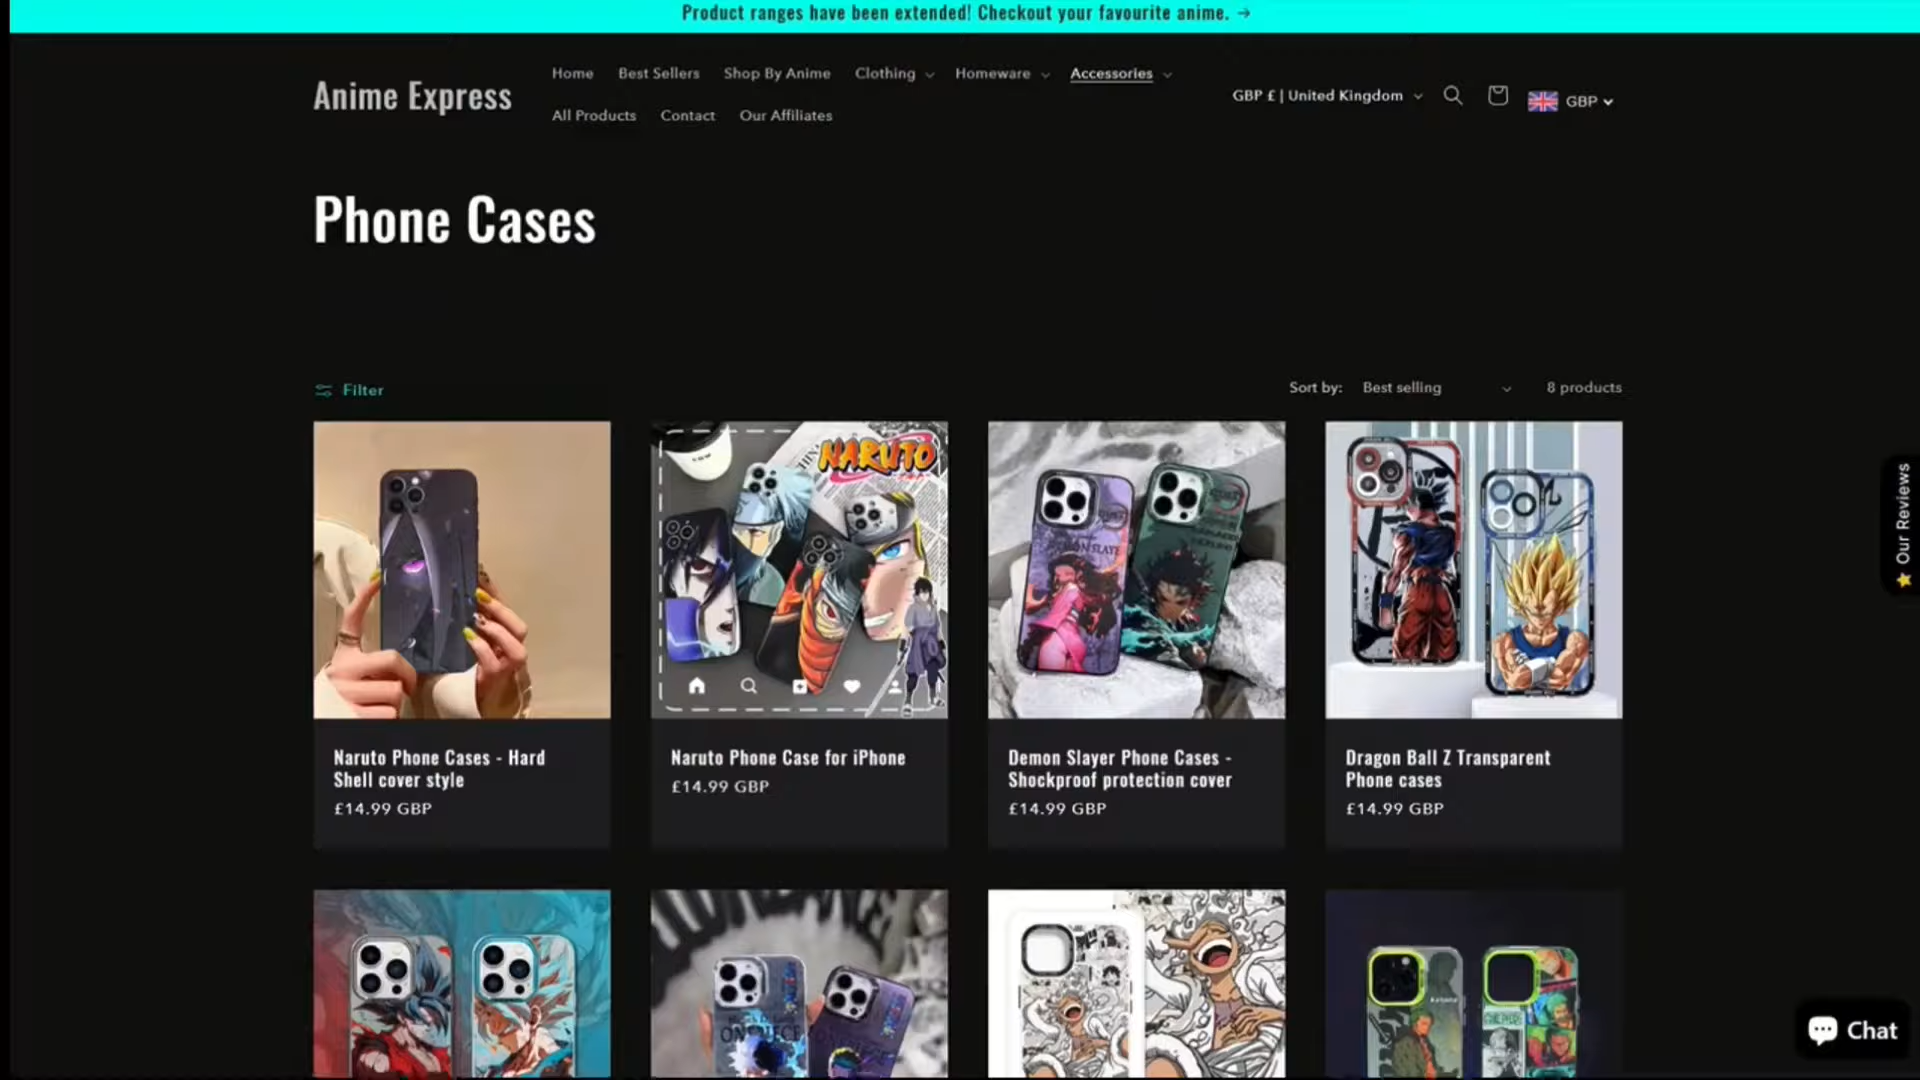 Product ranges have been extended! Checkout your favourite anime. →
Anime Express
Home Best Sellers Shop By Anime Clothing Homeware Accessories
All Products Contact Our Affiliates
GBP £ | United Kingdom
GBP
Phone Cases
Filter
Sort by: Best selling 8 products
NARUTO
Our Reviews
Naruto Phone Cases - Hard
Shell cover style
£14.99 GBP
Naruto Phone Case for iPhone
£14.99 GBP
Demon Slayer Phone Cases -
Shockproof protection cover
£14.99 GBP
Dragon Ball Z Transparent
Phone cases
£14.99 GBP
ONE PIECE
Chat